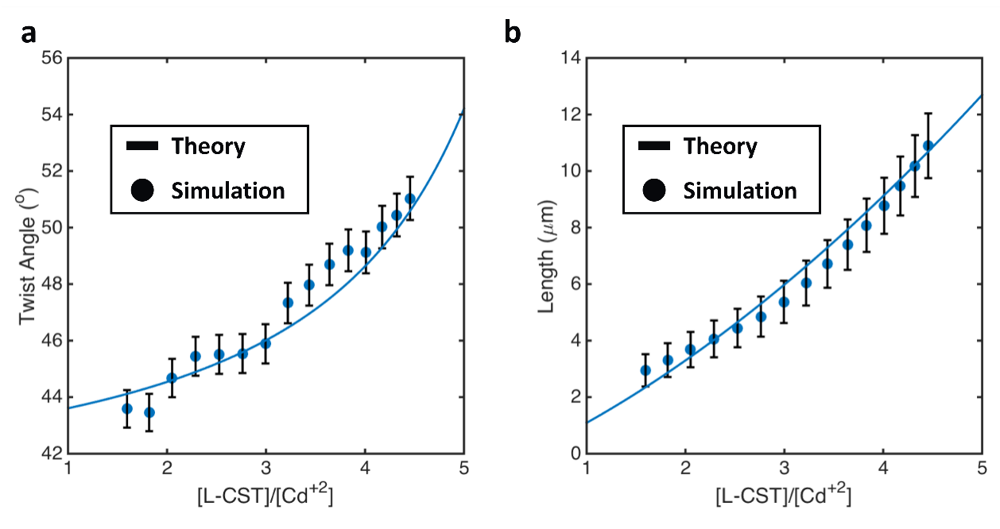 a
56
54
52
50
48
46
44
42
Twist Angle (⁰)
Theory
Simulation
1 2 3 4 5
[L-CST]/[Cd⁺²]
b
14
12
10
8
6
4
2
0
Length (μm)
Theory
Simulation
1 2 3 4 5
[L-CST]/[Cd⁺²]